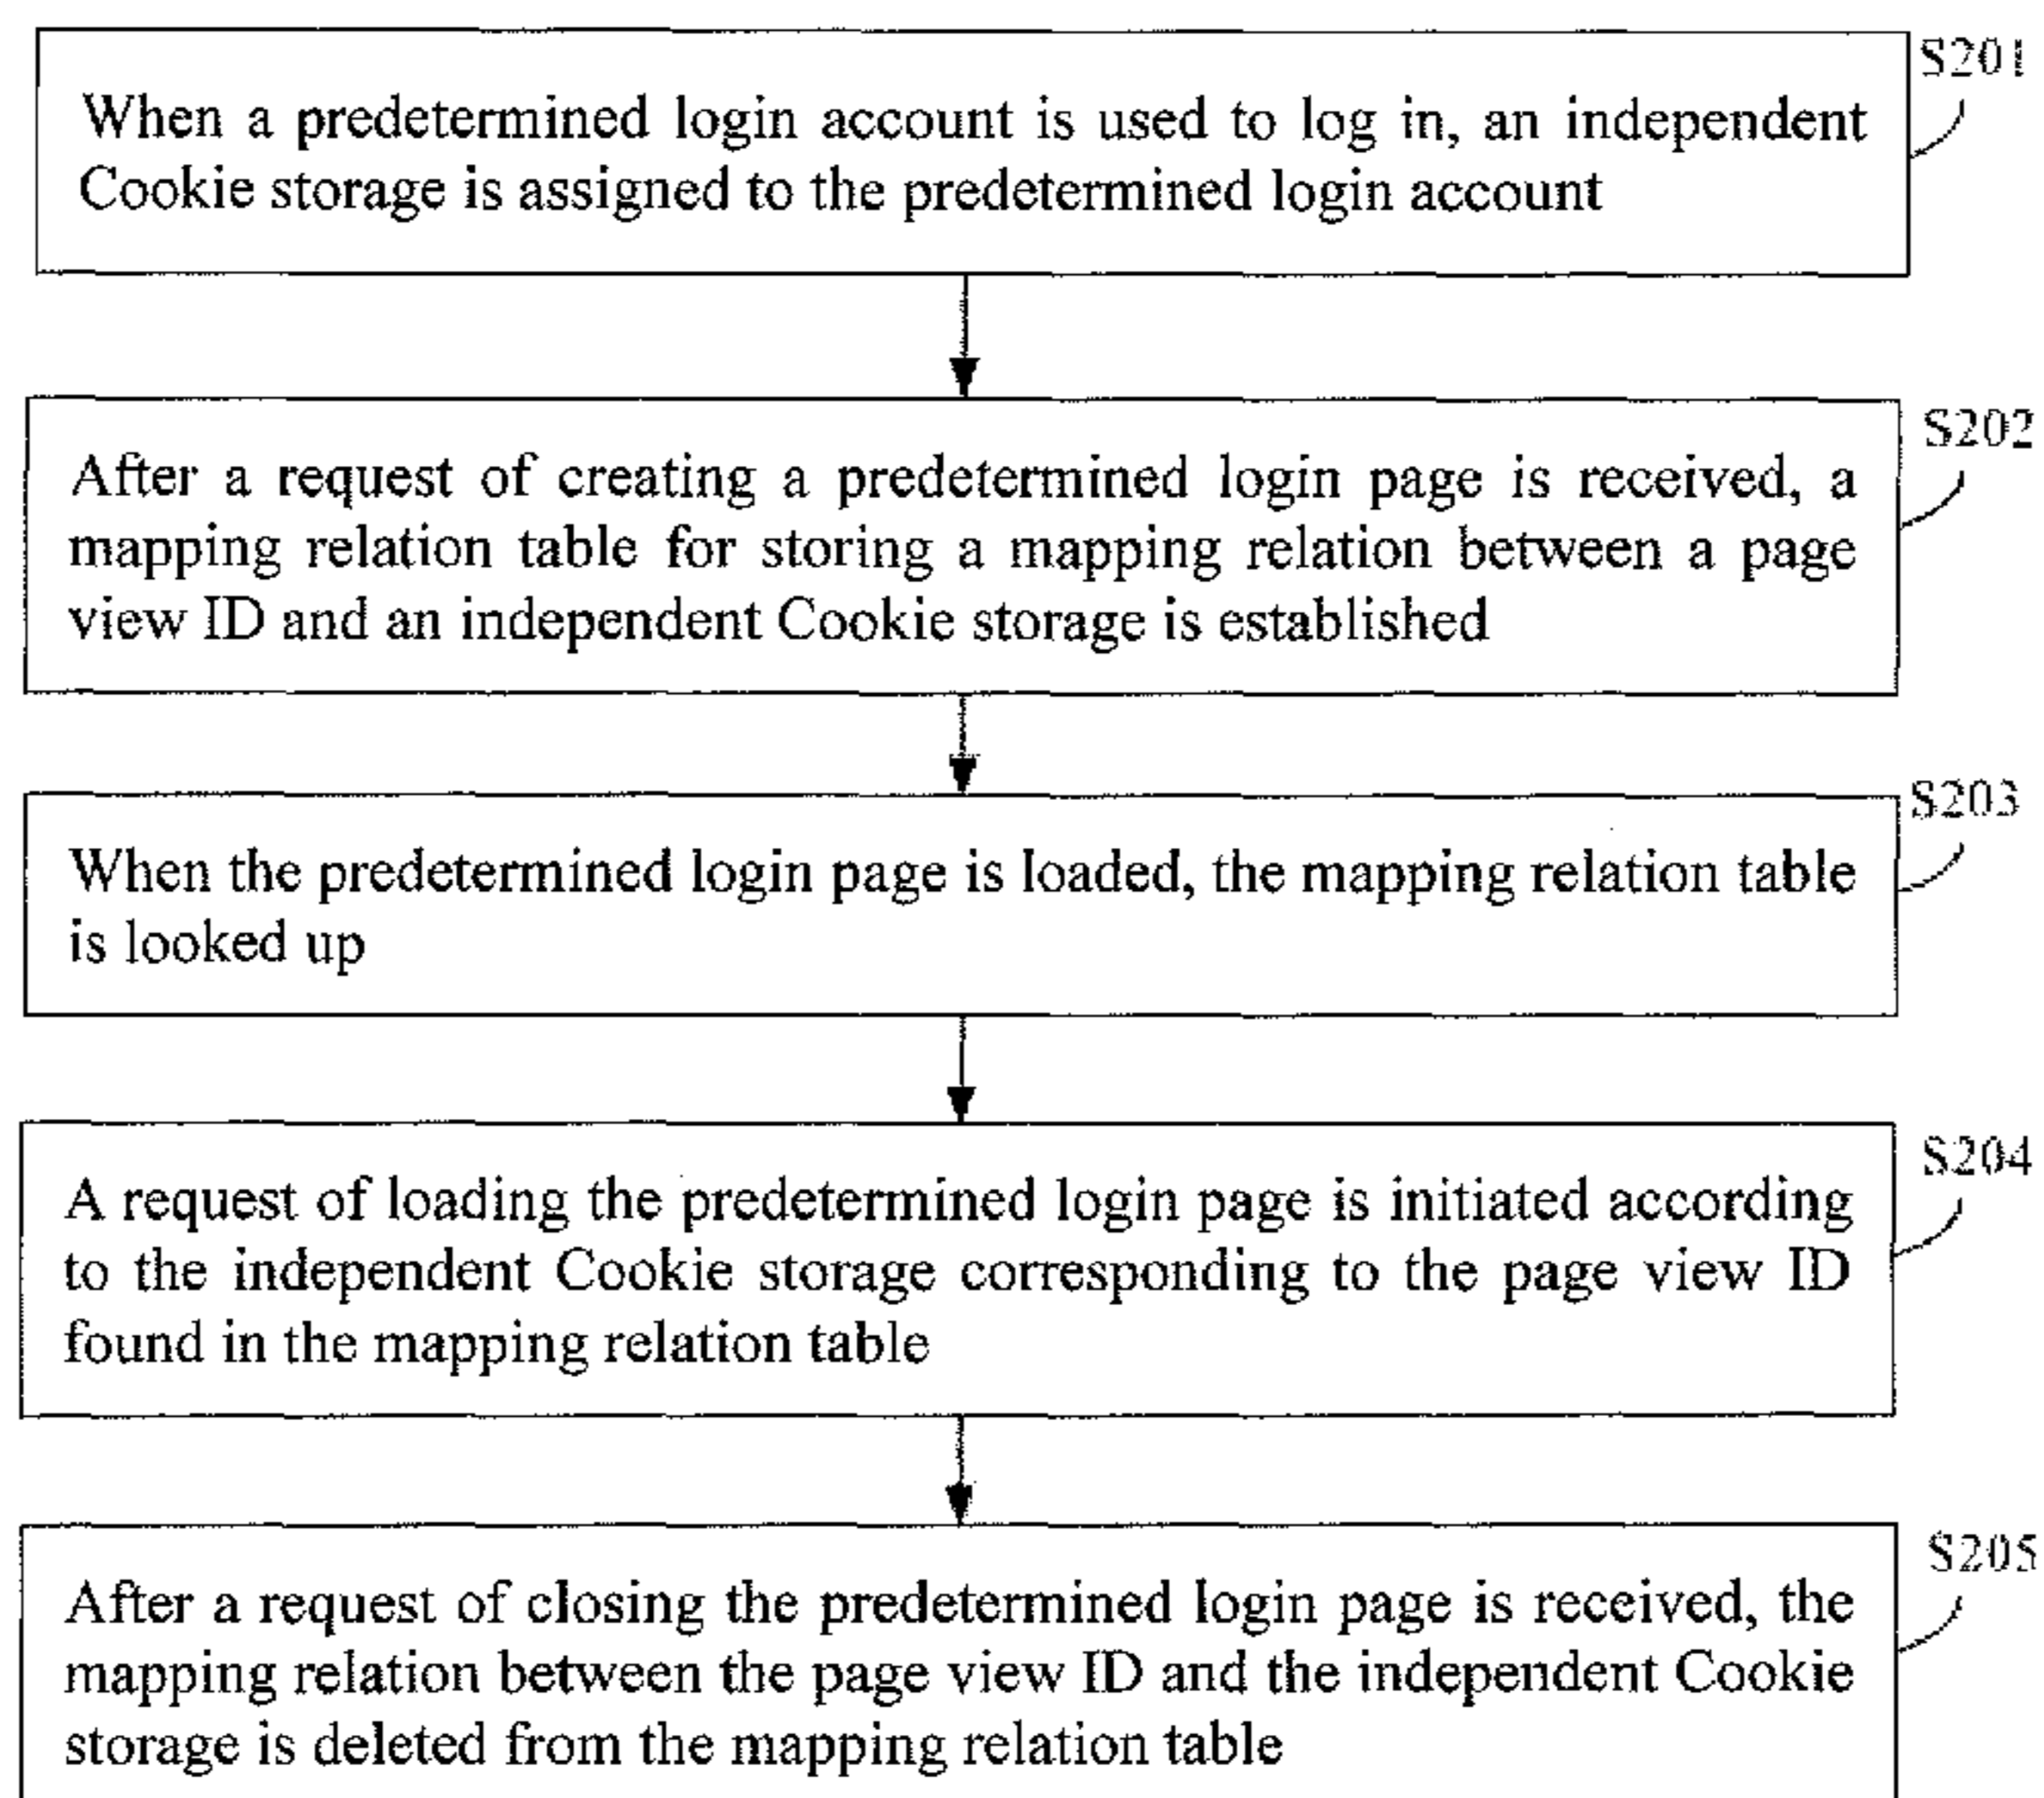 S201
When a predetermined login account is used to log in, an independent
Cookie storage is assigned to the predetermined login account
S202
After a request of creating a predetermined login page is received, a
mapping relation table for storing a mapping relation between a page
view ID and an independent Cookie storage is established
S203
When the predetermined login page is loaded, the mapping relation table
is looked up
S204
A request of loading the predetermined login page is initiated according
to the independent Cookie storage corresponding to the page view ID
found in the mapping relation table
S205
After a request of closing the predetermined login page is received, the
mapping relation between the page view ID and the independent Cookie
storage is deleted from the mapping relation table